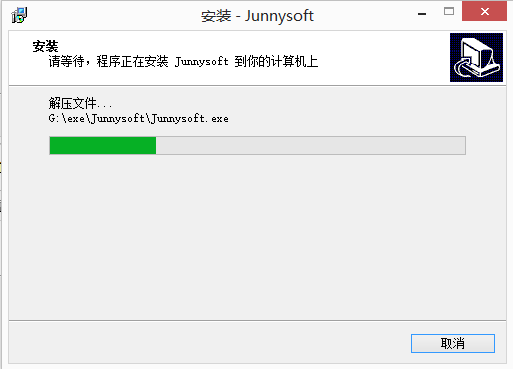 安装 - Junnysoft
安装
请等待，程序正在安装 Junnysoft 到你的计算机上
解压文件...
G:\exe\Junnysoft\Junnysoft.exe
取消